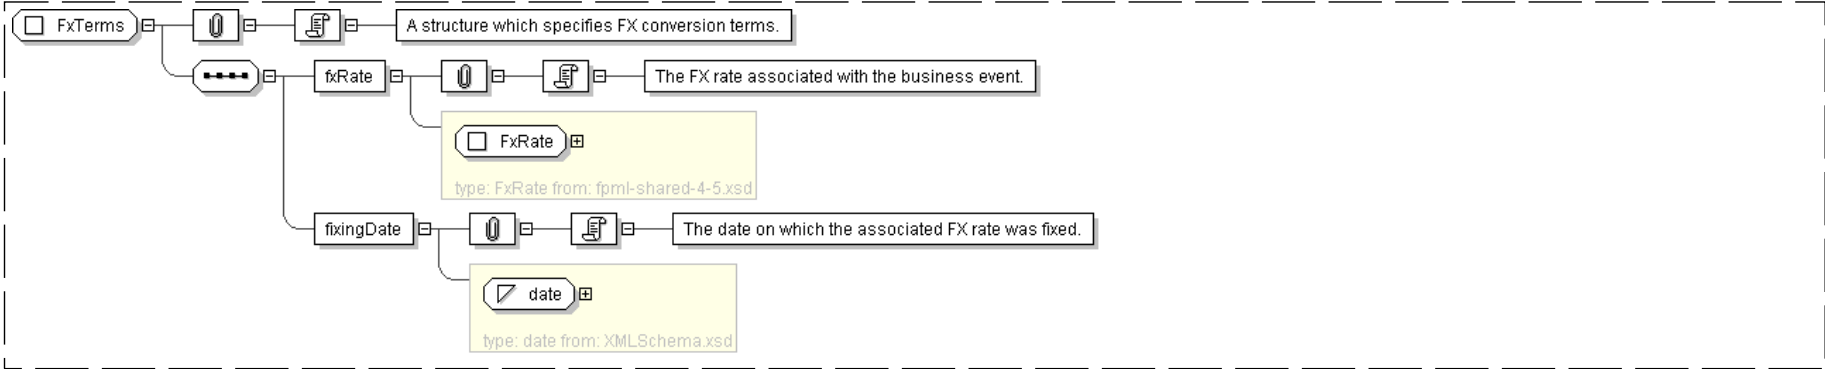 FxTerms
A structure which specifies FX conversion terms.
fxRate
The FX rate associated with the business event.
FxRate
type: FxRate from: fpml-shared-4-5.xsd
fixingDate
The date on which the associated FX rate was fixed.
date
type: date from: XMLSchema.xsd